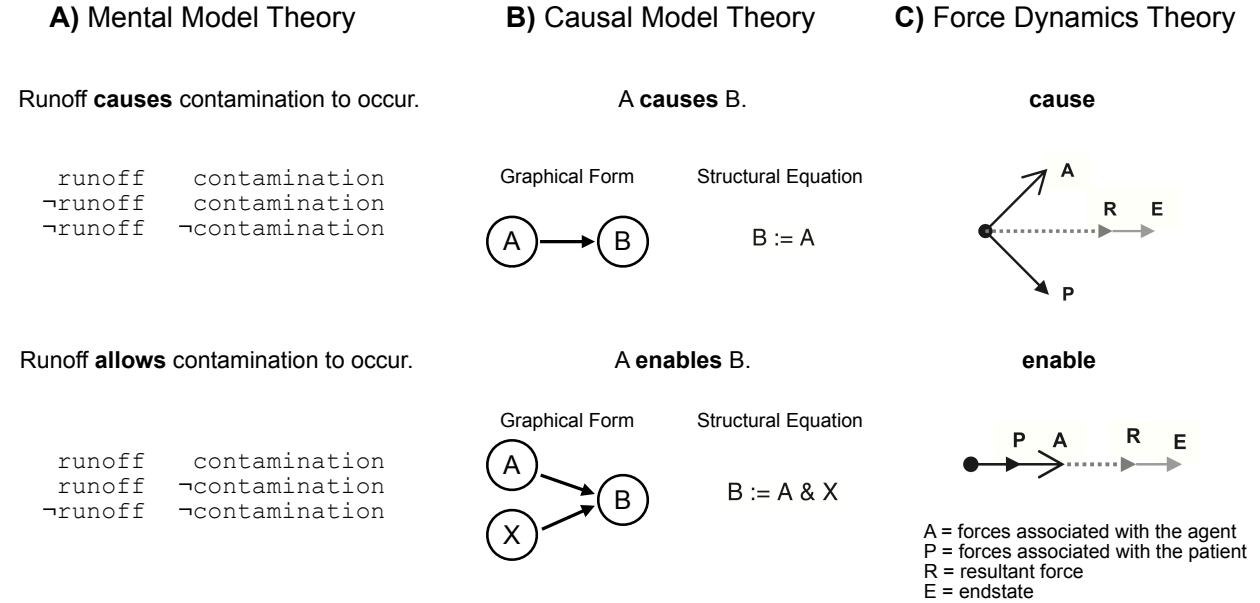 A) Mental Model Theory
Runoff causes contamination to occur.
runoff contamination
¬runoff contamination
¬runoff ¬contamination
Runoff allows contamination to occur.
runoff contamination
runoff ¬contamination
¬runoff ¬contamination
B) Causal Model Theory
A causes B.
Graphical Form
Structural Equation
A
B
B := A
A enables B.
Graphical Form
Structural Equation
A
X
B
B := A & X
C) Force Dynamics Theory
cause
A
R E
P
enable
P A R E
A = forces associated with the agent
P = forces associated with the patient
R = resultant force
E = endstate